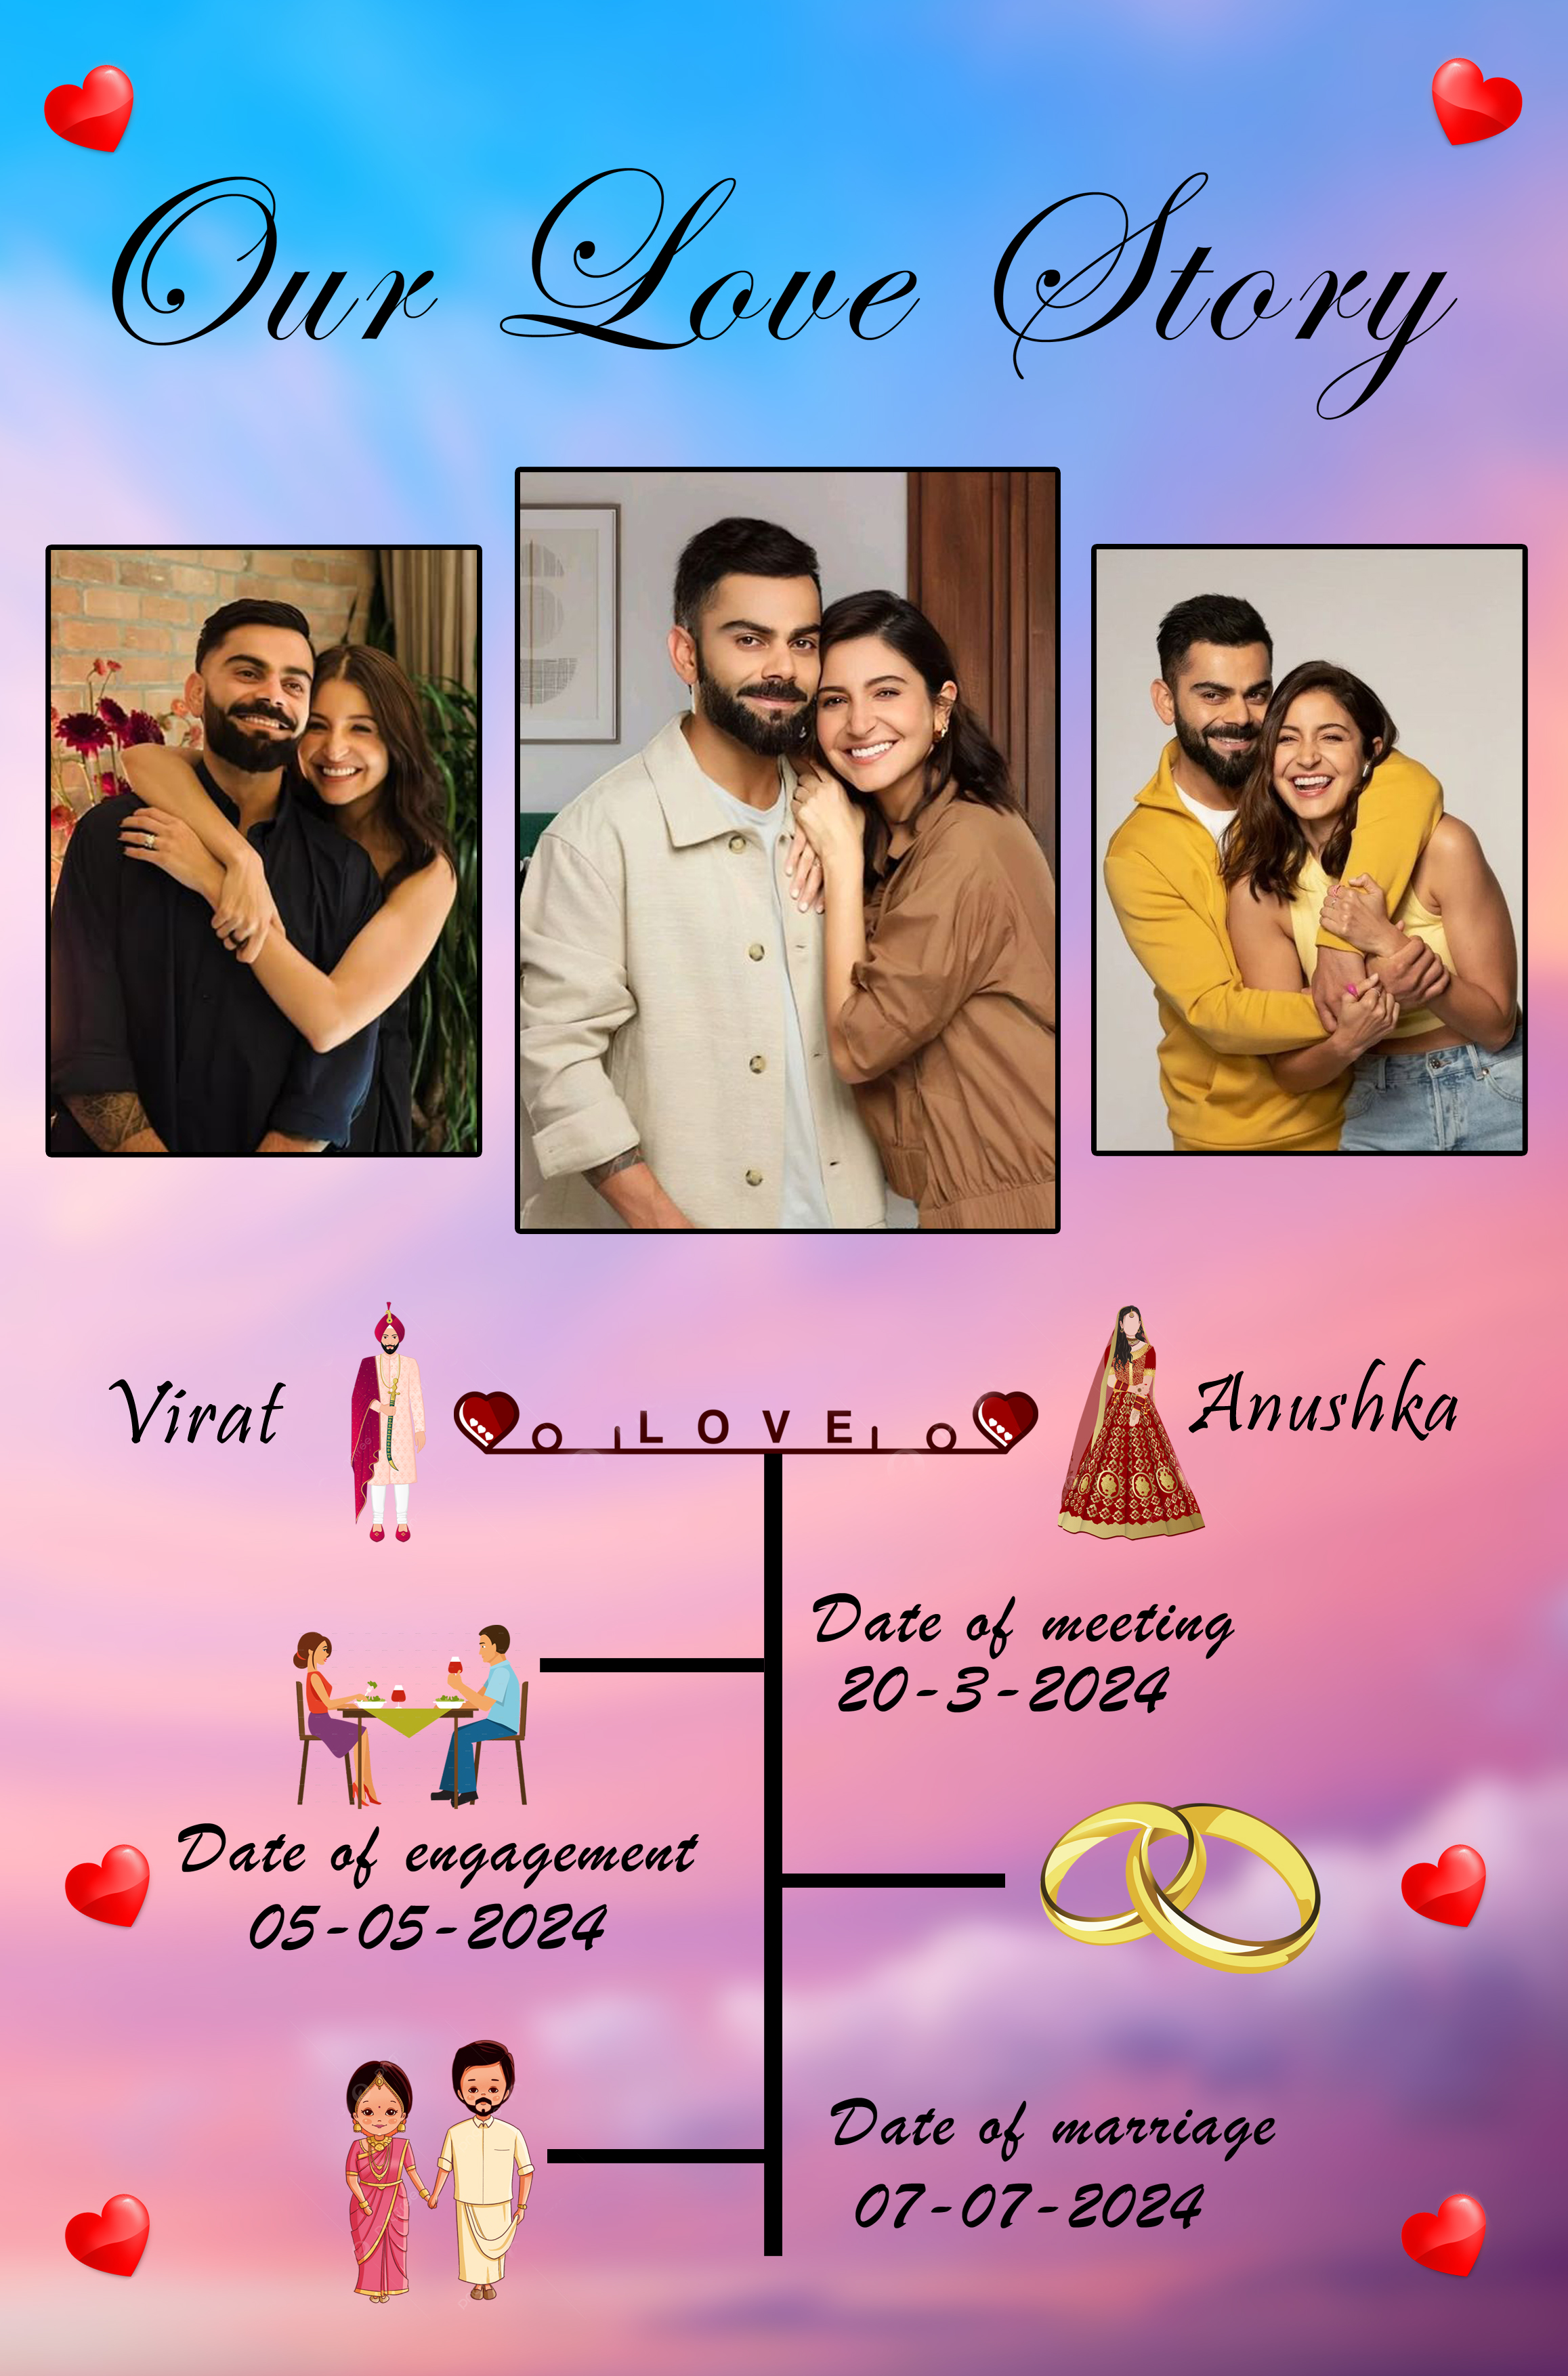 Our Love Story
Virat
LOVE
Anushka
Date of meeting
20-3-2024
Date of engagement
05-05-2024
Date of marriage
07-07-2024